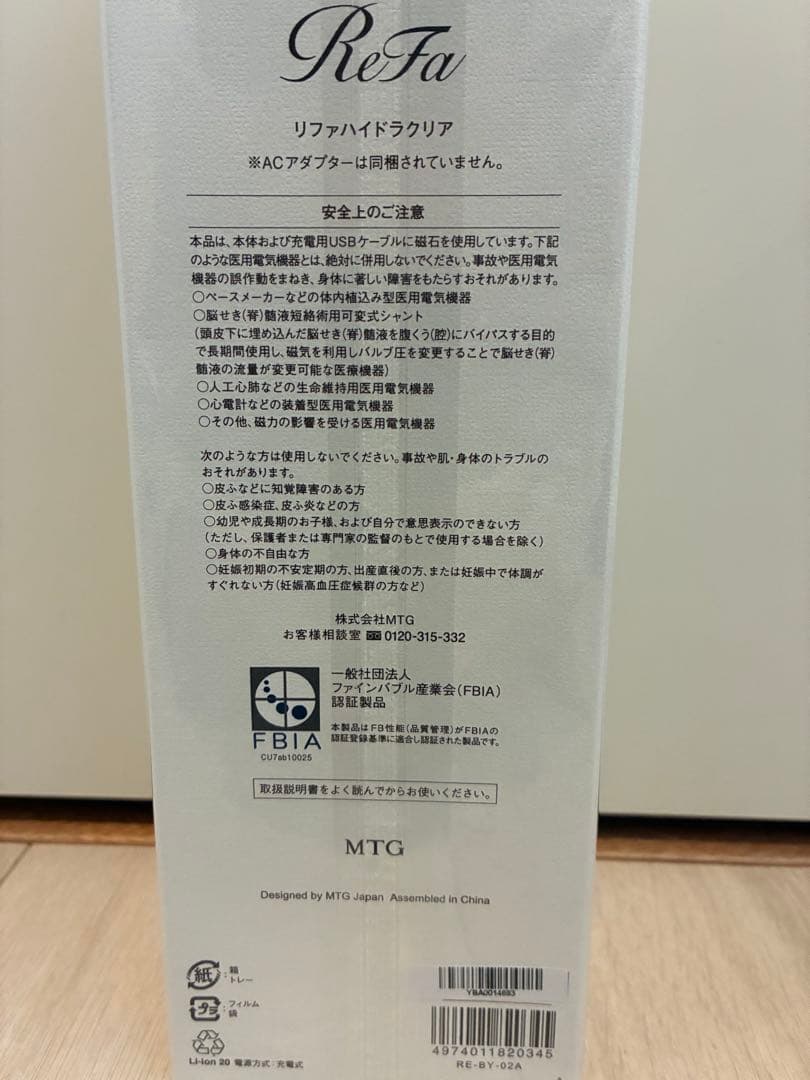 ReFa
リファハイドラクリア
※ACアダプターは同梱されていません。
安全上のご注意
本品は、本体および充電用USBケーブルに磁石を使用しています。下記
のような医用電気機器とは、絶対に併用しないでください。事故や医用電気
機器の誤作動をまねき、身体に著しい障害をもたらすおそれがあります。
○ペースメーカーなどの体内植込み型医用電気機器
○脳せき(脊)髄液短絡術用可変式シャント
(頭皮下に埋め込んだ脳せき(脊)髄液を腹くう(腔)にバイパスする目的
で長期間使用し、磁気を利用しバルブ圧を変更することで脳せき(脊)
髄液の流量が変更可能な医療機器)
○人工心肺などの生命維持用医用電気機器
○心電計などの装着型医用電気機器
○その他、磁力の影響を受ける医用電気機器
次のような方は使用しないでください。事故や肌・身体のトラブルの
おそれがあります。
○皮ふなどに知覚障害のある方
○皮ふ感染症、皮ふ炎などの方
○幼児や成長期のお子様、および自分で意思表示のできない方
(ただし、保護者または専門家の監督のもとで使用する場合を除く)
○身体の不自由な方
○妊娠初期の不安定期の方、出産直後の方、または妊娠中で体調が
すぐれない方(妊娠高血圧症候群の方など)
株式会社MTG
お客様相談室 0120-315-332
一般社団法人
ファインバブル産業会(FBIA)
認証製品
本製品はFB性能(品質管理)がFBIAの
認証登録基準に適合し認証された製品です。
FBIA
CU7ab10025
取扱説明書をよく読んでからお使いください。
MTG
Designed by MTG Japan Assembled in China
紙 : 箱
トレー
プラ : フィルム
袋
Li-ion 20 電源方式:充電式
YBA0014693
4974011820345
RE-BY-02A